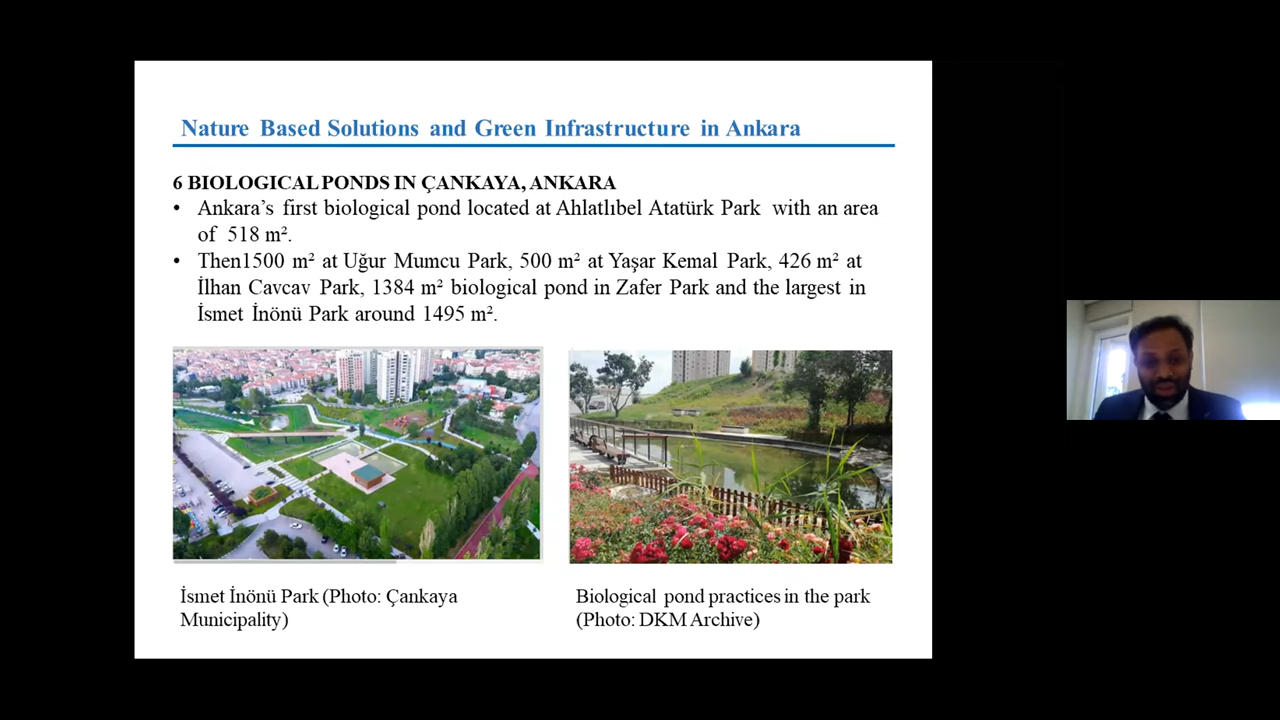 Nature Based Solutions and Green Infrastructure in Ankara
6 BIOLOGICAL PONDS IN ÇANKAYA, ANKARA
• Ankara’s first biological pond located at Ahlatlıbel Atatürk Park with an area
of 518 m².
• Then1500 m² at Uğur Mumcu Park, 500 m² at Yaşar Kemal Park, 426 m² at
İlhan Cavcav Park, 1384 m² biological pond in Zafer Park and the largest in
İsmet İnönü Park around 1495 m².
İsmet İnönü Park (Photo: Çankaya
Municipality)
Biological pond practices in the park
(Photo: DKM Archive)